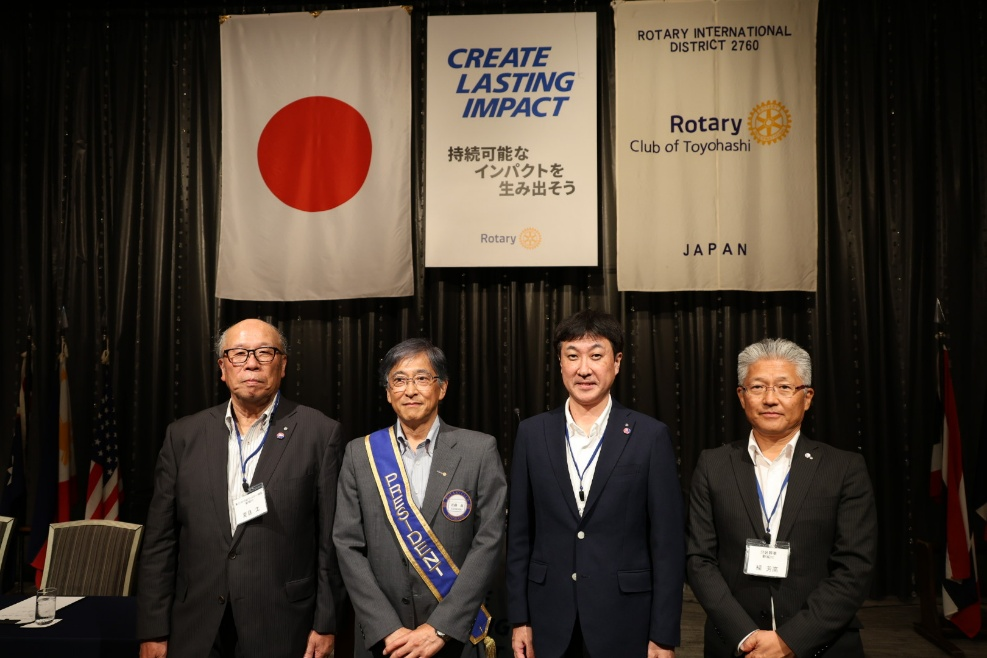 CREATE
LASTING
IMPACT
持続可能な
インパクトを
生み出そう
Rotary
ROTARY INTERNATIONAL
DISTRICT 2760
Rotary
Club of Toyohashi
JAPAN
PRESIDENT